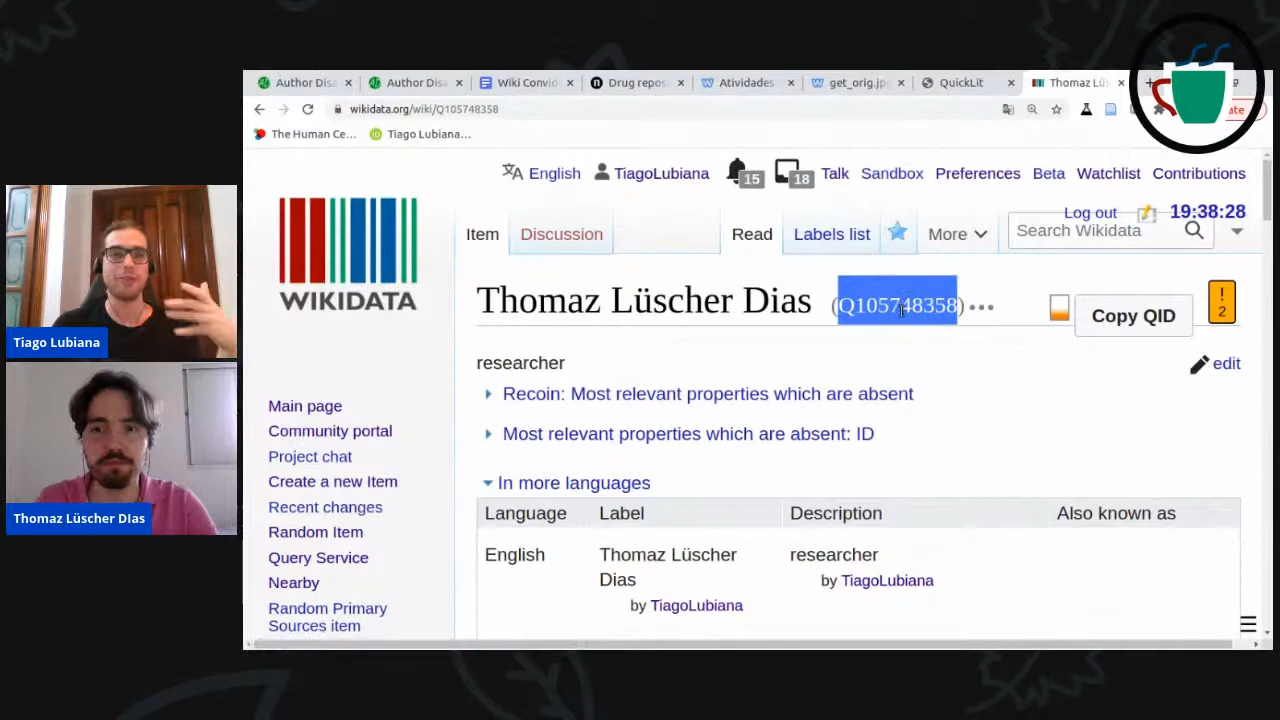 Author Disa
Author Disa
Wiki Convid
Drug repos
Atividades
get_orig.jp
QuickLit
Thomaz Lü
wikidata.org/wiki/Q105748358
ate
The Human Ce...
Tiago Lubiana...
English
TiagoLubiana
15
18
Talk
Sandbox
Preferences
Beta
Watchlist
Contributions
Log out
19:38:28
WIKIDATA
Item
Discussion
Read
Labels list
More
Search Wikidata
Thomaz Lüscher Dias (Q105748358)
Copy QID
!
2
researcher
edit
Recoin: Most relevant properties which are absent
Most relevant properties which are absent: ID
In more languages
Language Label Description Also known as
English Thomaz Lüscher researcher
Dias by TiagoLubiana
by TiagoLubiana
Main page
Community portal
Project chat
Create a new Item
Recent changes
Random Item
Query Service
Nearby
Random Primary
Sources item
Tiago Lubiana
Thomaz Lüscher DIas